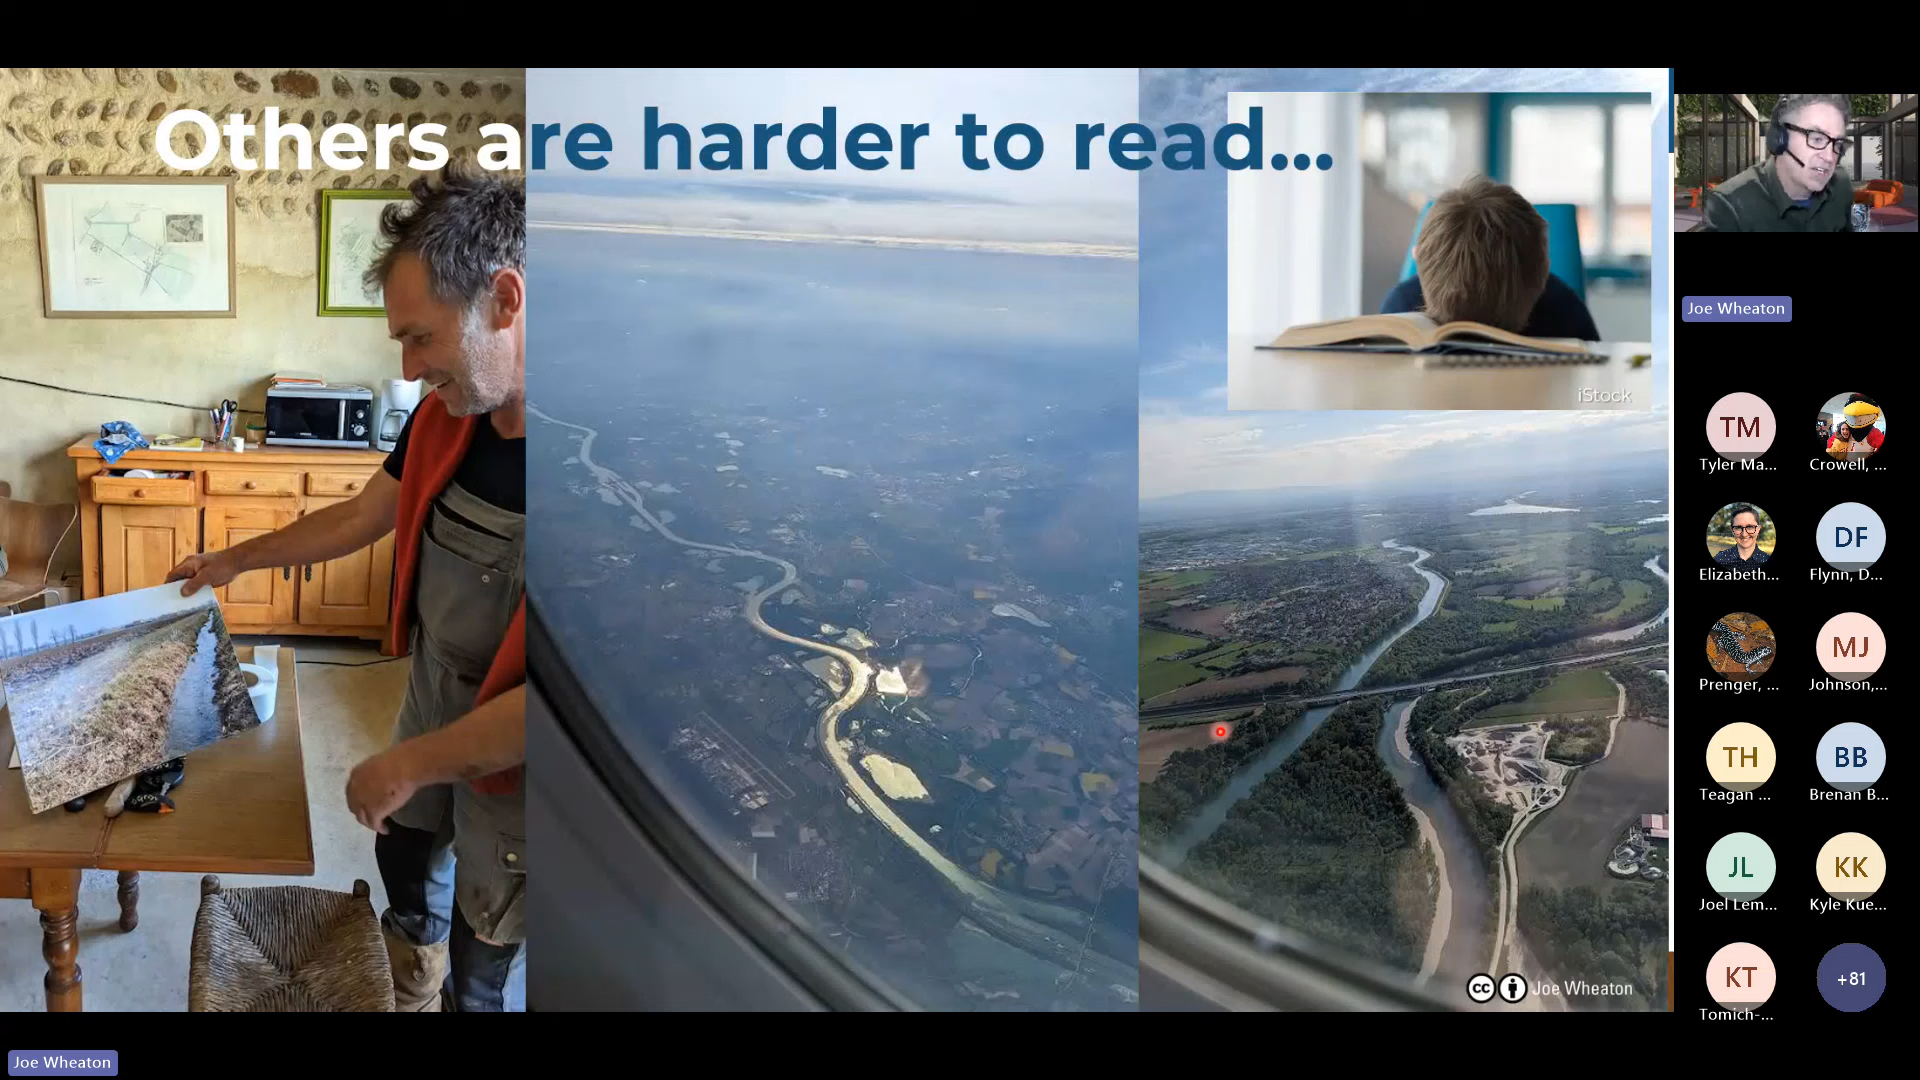 Others are harder to read...
iStock
Joe Wheaton
Joe Wheaton
TM
Tyler Ma...
Crowell, ...
Elizabeth...
DF
Flynn, D...
Prenger, ...
MJ
Johnson,...
TH
Teagan ...
BB
Brenan B...
JL
Joel Lem...
KK
Kyle Kue...
KT
Tomich-...
+81
cc
Joe Wheaton